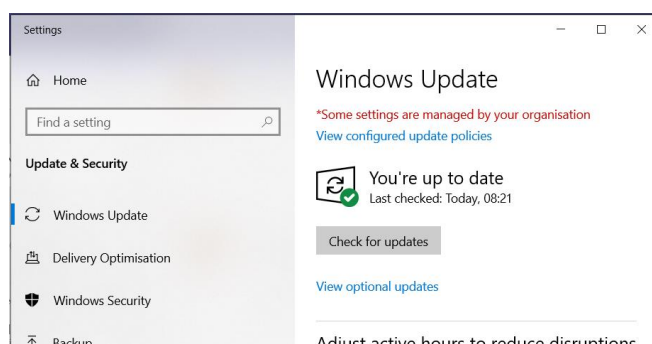 Settings
Home
Find a setting
Update & Security
Windows Update
Delivery Optimisation
Windows Security
Backup
Windows Update
*Some settings are managed by your organisation
View configured update policies
You're up to date
Last checked: Today, 08:21
Check for updates
View optional updates
Adjust active hours to reduce disruptions